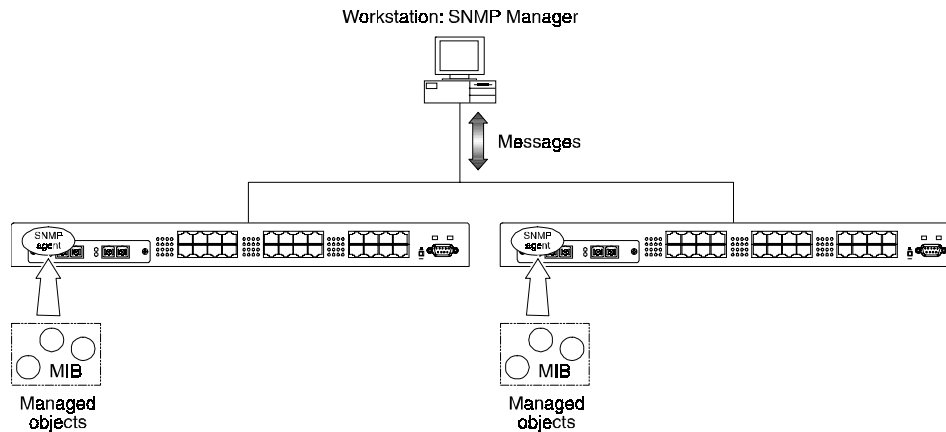 Workstation: SNMP Manager
Messages
SNMP
agent
SNMP
agent
MIB
MIB
Managed
objects
Managed
objects